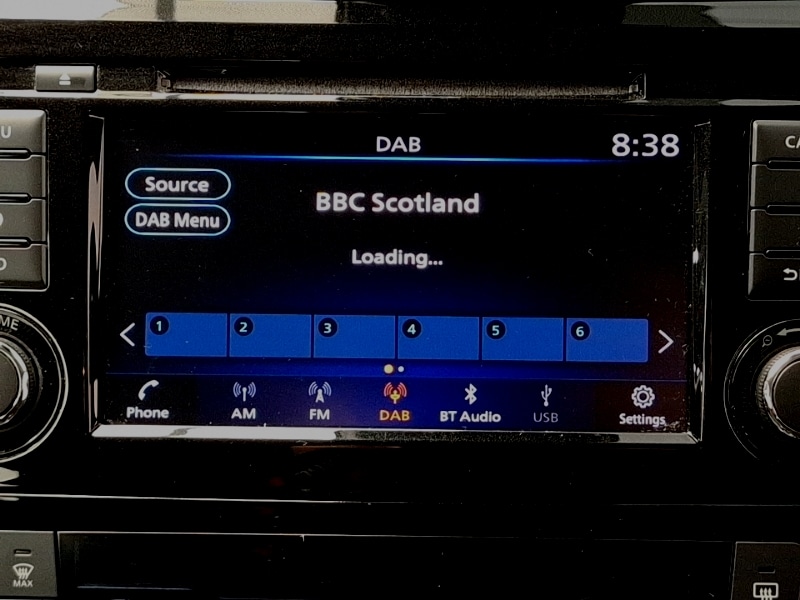 DAB
8:38
Source
DAB Menu
BBC Scotland
Loading...
1 2 3 4 5 6
Phone AM FM DAB BT Audio USB Settings
MAX